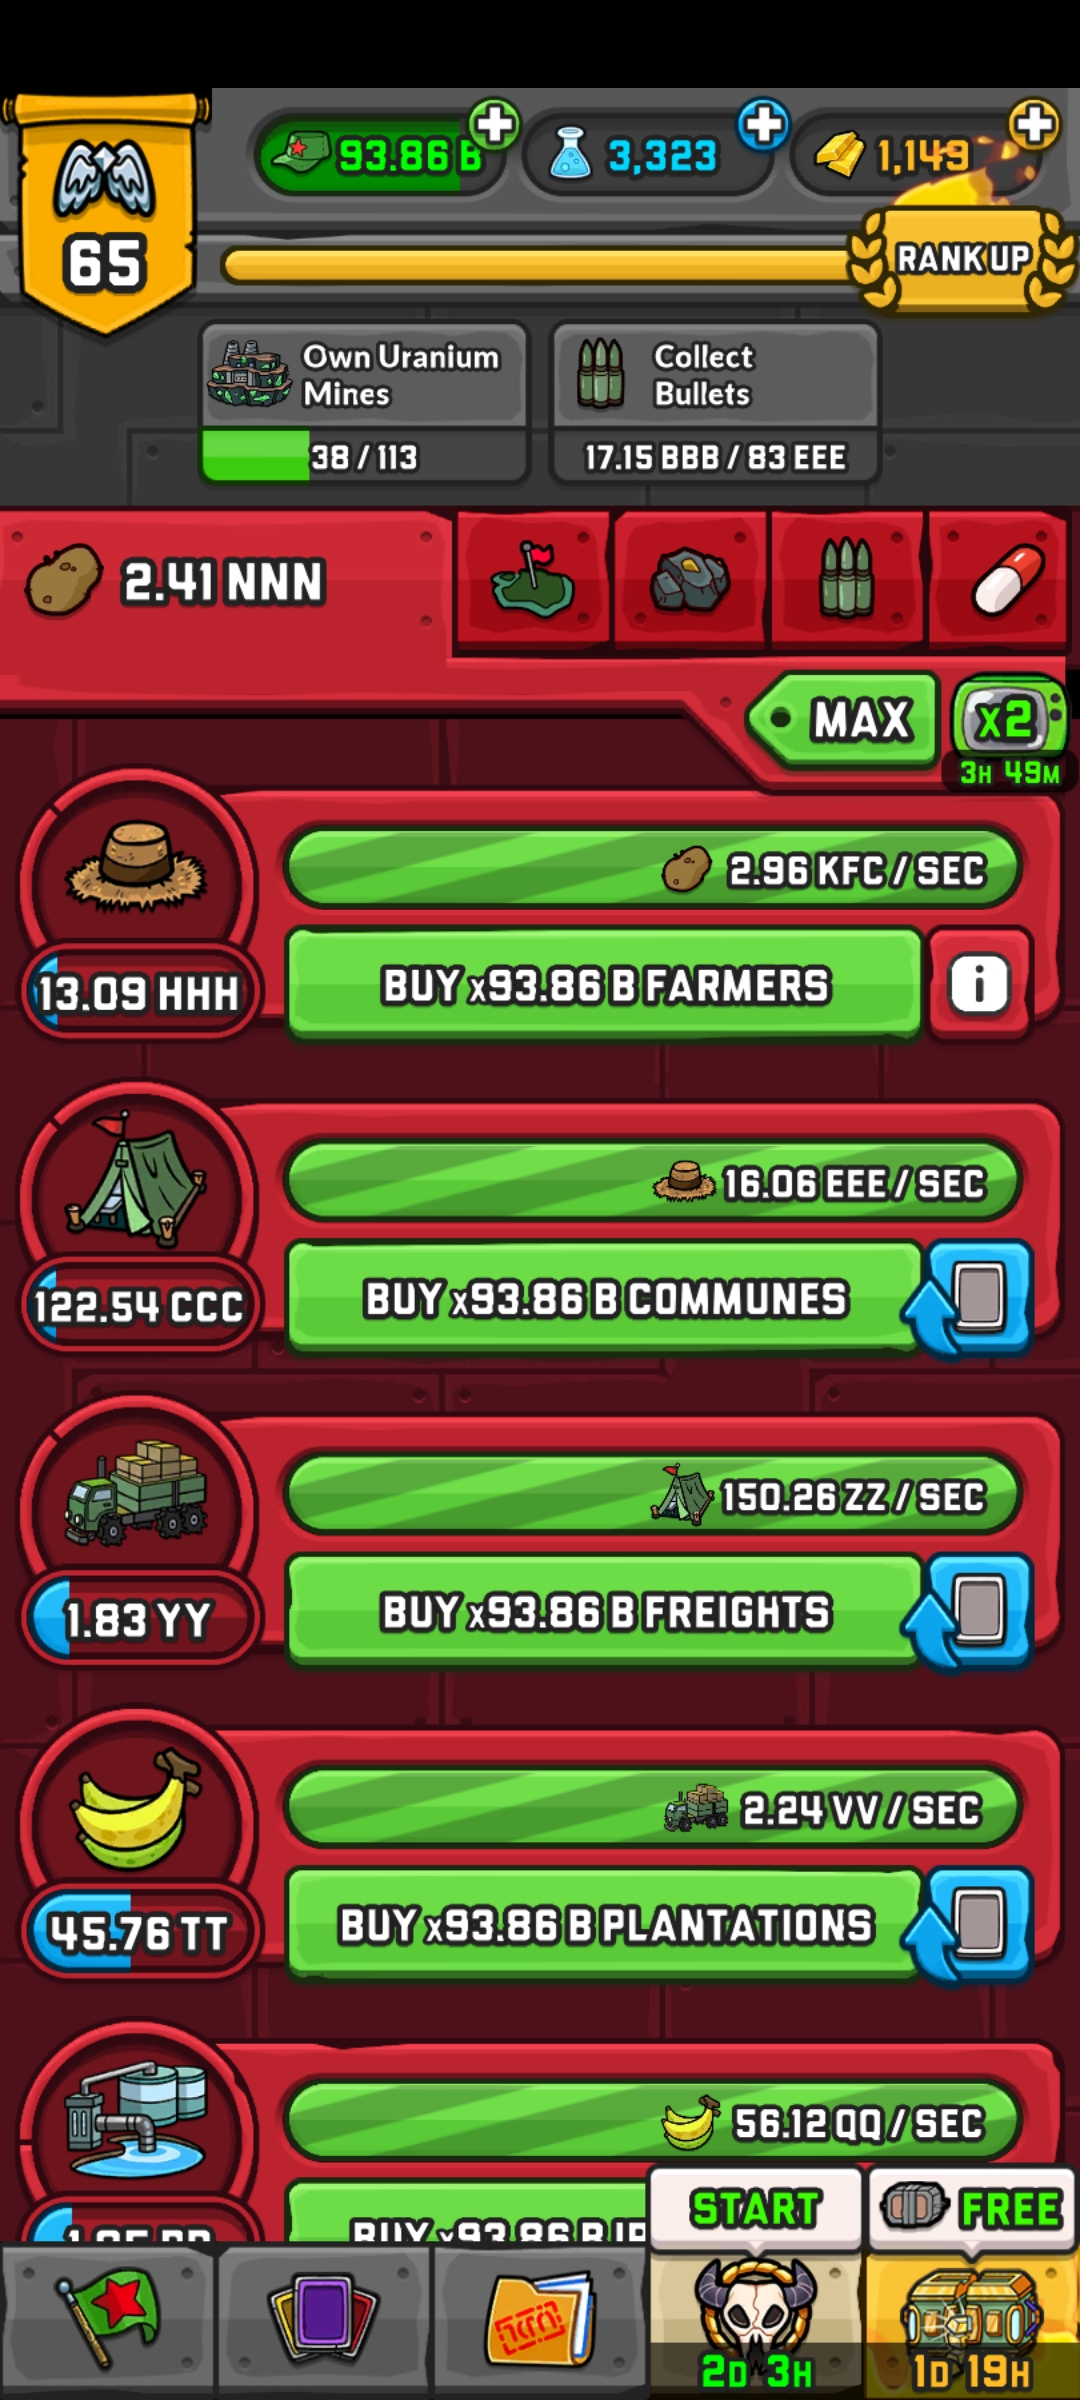 93.86 B
3,323
1,149
65
RANK UP
Own Uranium
Mines
38 / 113
Collect
Bullets
17.15 BBB / 83 EEE
2.41 NNN
MAX
x2
3H 49M
2.96 KFC / SEC
13.09 HHH
BUY x93.86 B FARMERS
i
16.06 EEE / SEC
122.54 CCC
BUY x93.86 B COMMUNES
150.26 ZZ / SEC
1.83 YY
BUY x93.86 B FREIGHTS
2.24 VV / SEC
45.76 TT
BUY x93.86 B PLANTATIONS
56.12 QQ / SEC
BUY x93.86 B
START
FREE
2D 3H
1D 19H